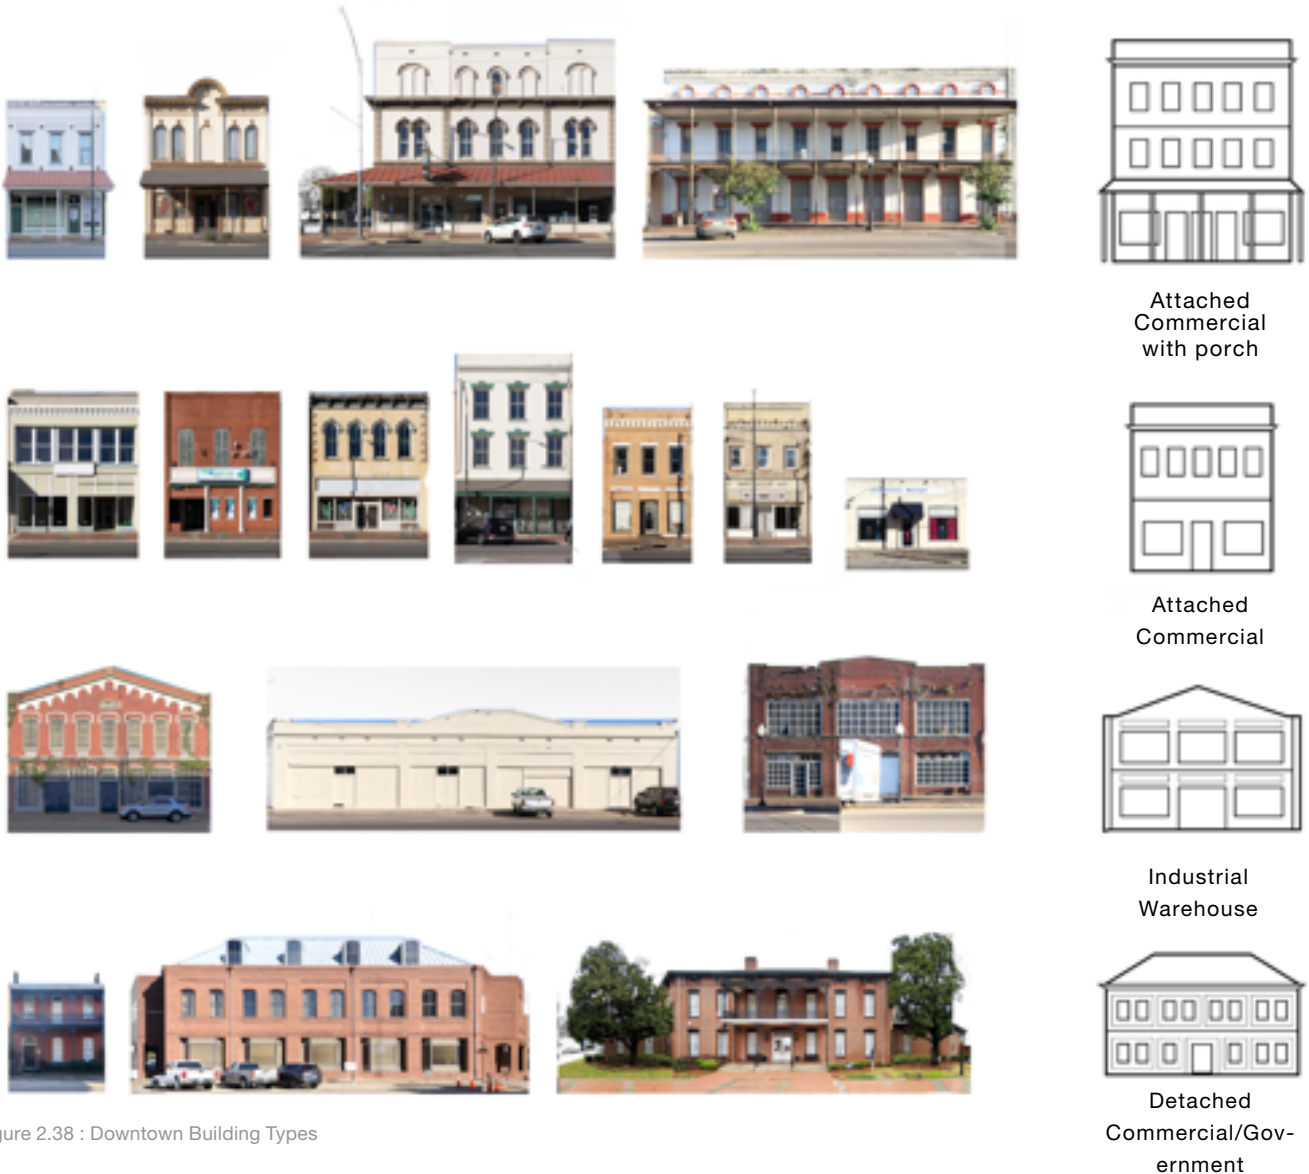 Attached
Commercial
with porch
Attached
Commercial
Industrial
Warehouse
Detached
Commercial/Gov-
ernment
gure 2.38 : Downtown Building Types